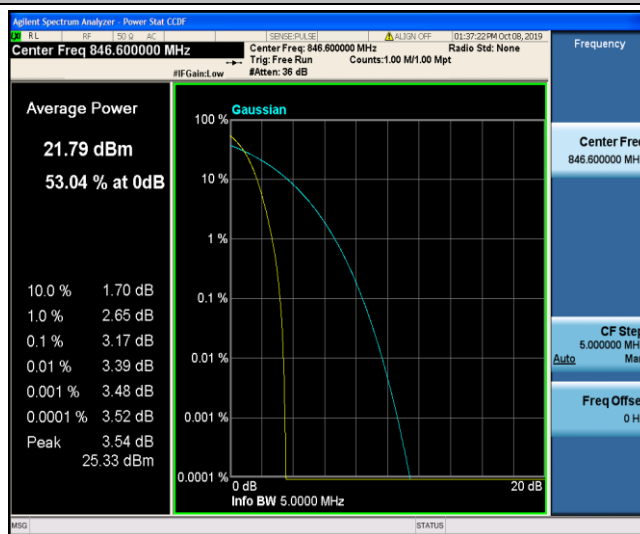 Agilent Spectrum Analyzer - Power Stat CCDF
RL RF 50 Ω AC SENSE:PULSE ALIGN OFF 01:37:22 PM Oct 08, 2019
Center Freq 846.600000 MHz
Center Freq: 846.600000 MHz Radio Std: None
Trig: Free Run Counts:1.00 M/1.00 Mpt
#IFGain:Low #Atten: 36 dB
Frequency
Average Power
21.79 dBm
53.04 % at 0dB
10.0 % 1.70 dB
1.0 % 2.65 dB
0.1 % 3.17 dB
0.01 % 3.39 dB
0.001 % 3.48 dB
0.0001 % 3.52 dB
Peak 3.54 dB
25.33 dBm
Gaussian
100 %
10 %
1 %
0.1 %
0.01 %
0.001 %
0.0001 %
0 dB 20 dB
Info BW 5.0000 MHz
Center Freq
846.600000 MH
CF Step
5.000000 MH
Auto Ma
Freq Offse
0 H
MSG STATUS